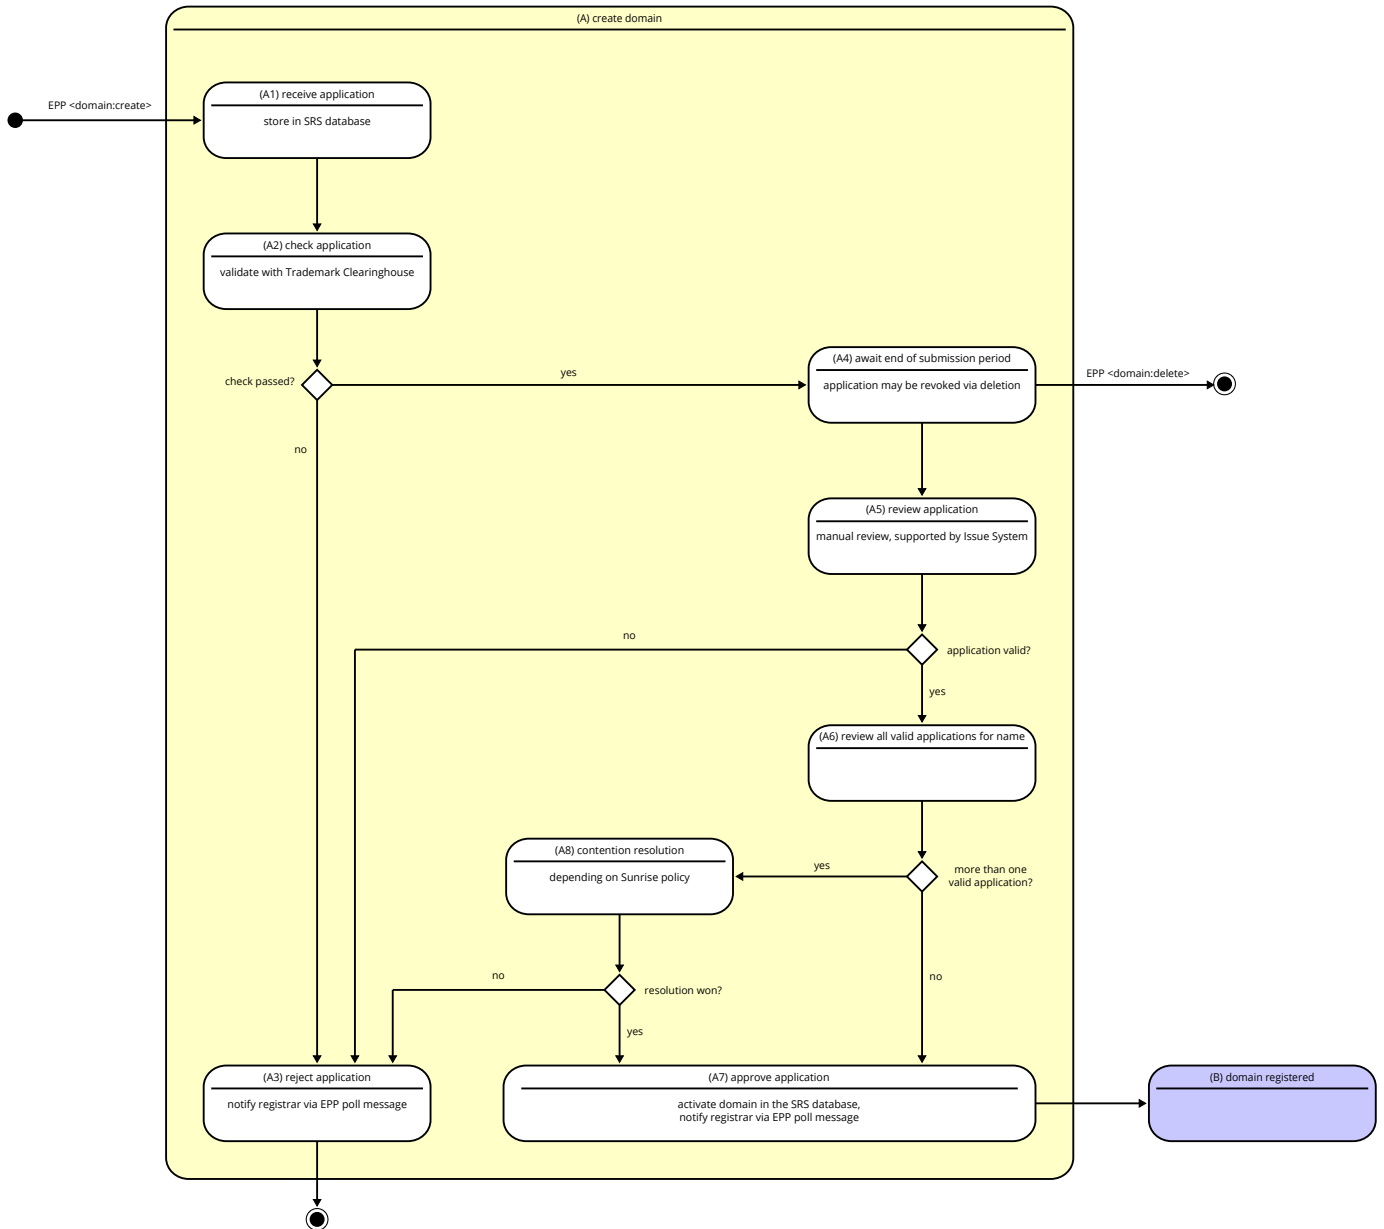 (A) create domain
EPP <domain:create>
(A1) receive application
store in SRS database
(A2) check application
validate with Trademark Clearinghouse
check passed?
yes
no
(A4) await end of submission period
application may be revoked via deletion
EPP <domain:delete>
(A5) review application
manual review, supported by Issue System
no
application valid?
yes
(A6) review all valid applications for name
(A8) contention resolution
depending on Sunrise policy
yes
more than one
valid application?
no
resolution won?
yes
no
(A3) reject application
notify registrar via EPP poll message
(A7) approve application
activate domain in the SRS database,
notify registrar via EPP poll message
(B) domain registered